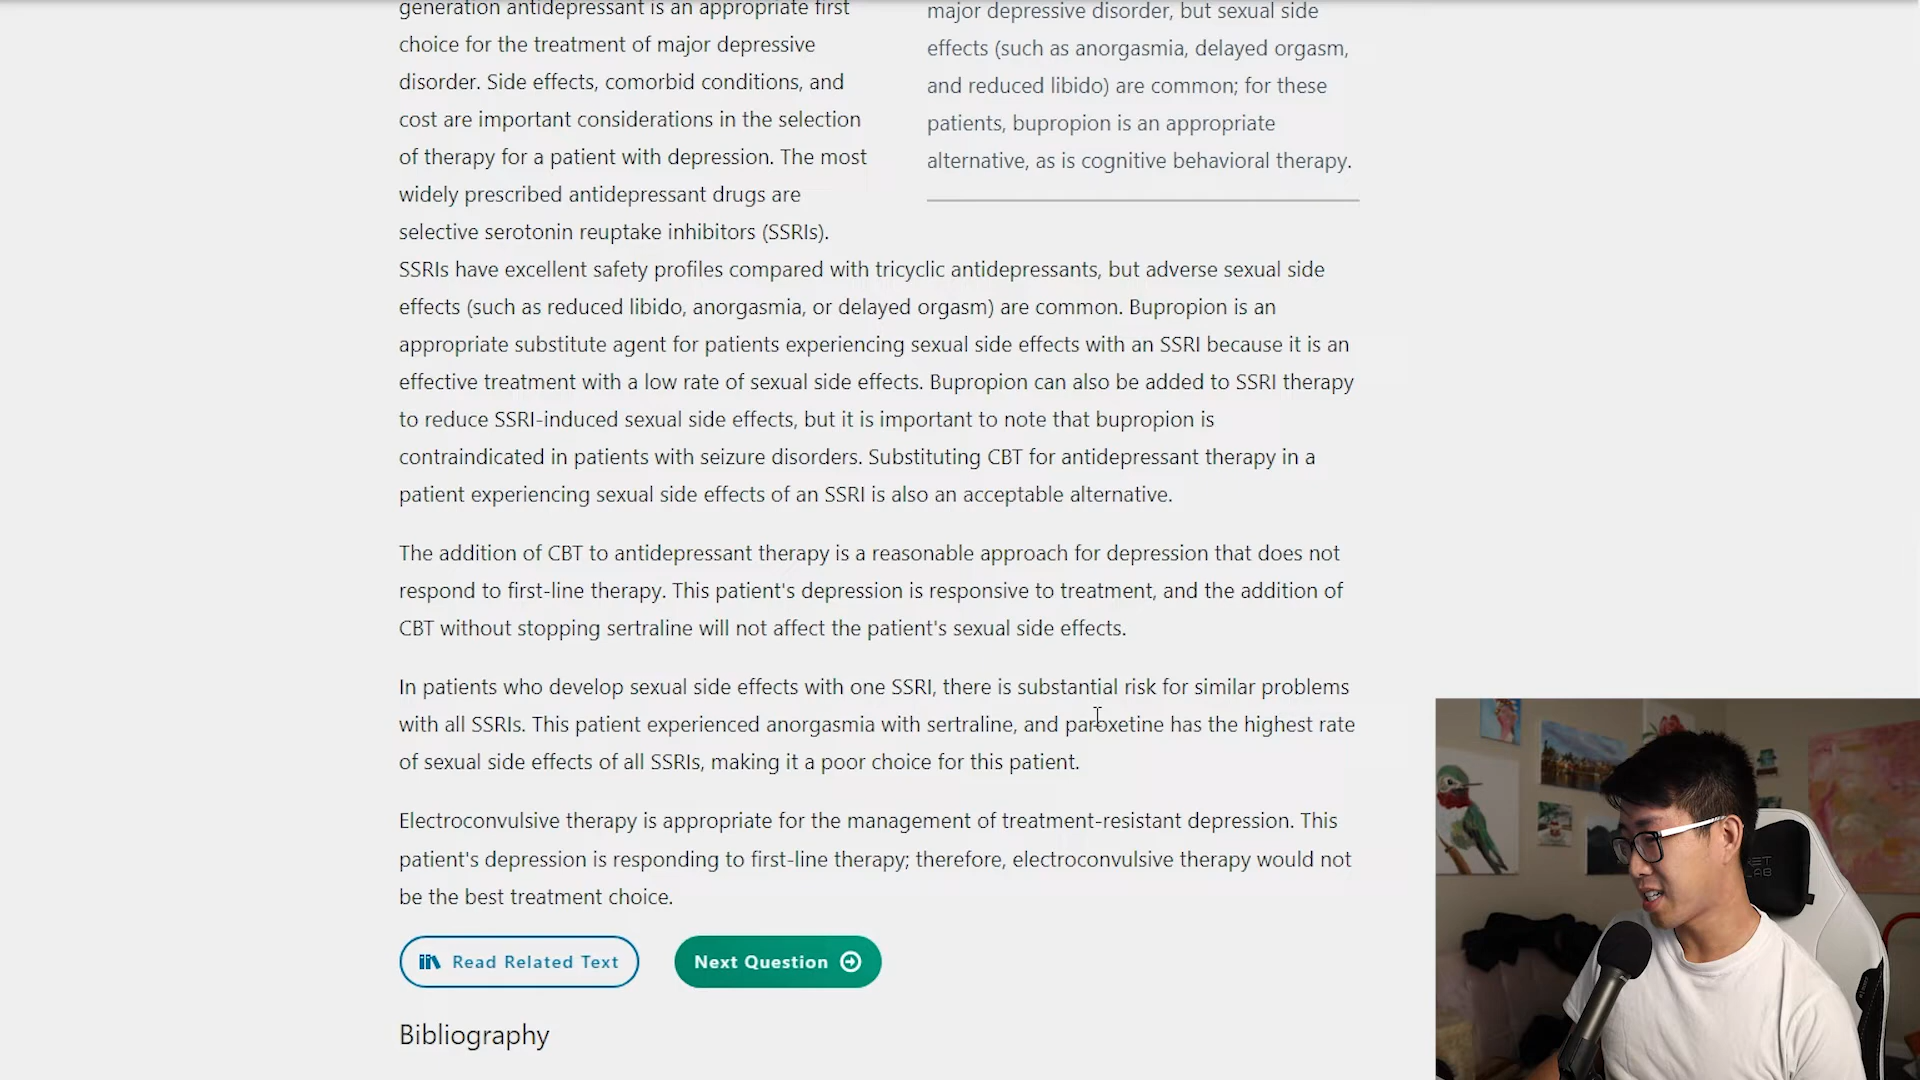 generation antidepressant is an appropriate first
choice for the treatment of major depressive
disorder. Side effects, comorbid conditions, and
cost are important considerations in the selection
of therapy for a patient with depression. The most
widely prescribed antidepressant drugs are
selective serotonin reuptake inhibitors (SSRIs).
SSRIs have excellent safety profiles compared with tricyclic antidepressants, but adverse sexual side
effects (such as reduced libido, anorgasmia, or delayed orgasm) are common. Bupropion is an
appropriate substitute agent for patients experiencing sexual side effects with an SSRI because it is an
effective treatment with a low rate of sexual side effects. Bupropion can also be added to SSRI therapy
to reduce SSRI-induced sexual side effects, but it is important to note that bupropion is
contraindicated in patients with seizure disorders. Substituting CBT for antidepressant therapy in a
patient experiencing sexual side effects of an SSRI is also an acceptable alternative.
The addition of CBT to antidepressant therapy is a reasonable approach for depression that does not
respond to first-line therapy. This patient's depression is responsive to treatment, and the addition of
CBT without stopping sertraline will not affect the patient's sexual side effects.
In patients who develop sexual side effects with one SSRI, there is substantial risk for similar problems
with all SSRIs. This patient experienced anorgasmia with sertraline, and paroxetine has the highest rate
of sexual side effects of all SSRIs, making it a poor choice for this patient.
Electroconvulsive therapy is appropriate for the management of treatment-resistant depression. This
patient's depression is responding to first-line therapy; therefore, electroconvulsive therapy would not
be the best treatment choice.
Read Related Text
Next Question
Bibliography
major depressive disorder, but sexual side
effects (such as anorgasmia, delayed orgasm,
and reduced libido) are common; for these
patients, bupropion is an appropriate
alternative, as is cognitive behavioral therapy.